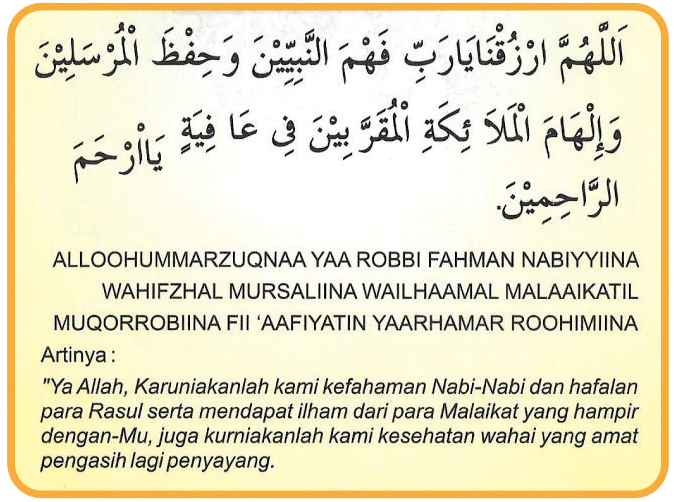 اَللَّهُمَّ ارْزُقْنَايَارَبِّ فَهْمَ النَّبِيِّيْنَ وَحِفْظَ الْمُرْسَلِيْنَ
وَإِلْهَامَ الْمَلَائِكَةِ الْمُقَرَّبِيْنَ فِى عَافِيَةٍ يَاأَرْحَمَ
الرَّاحِمِيْنَ.
ALLOOHUMMARZUQNAA YAA ROBBI FAHMAN NABIYYIINA
WAHIFZHAL MURSALIINA WAILHAAMAL MALAAIKATIL
MUQORROBIINA FII ‘AAFIYATIN YAARHAMAR ROOHIMIINA
Artinya :
"Ya Allah, Karuniakanlah kami kefahaman Nabi-Nabi dan hafalan
para Rasul serta mendapat ilham dari para Malaikat yang hampir
dengan-Mu, juga kurniakanlah kami kesehatan wahai yang amat
pengasih lagi penyayang.